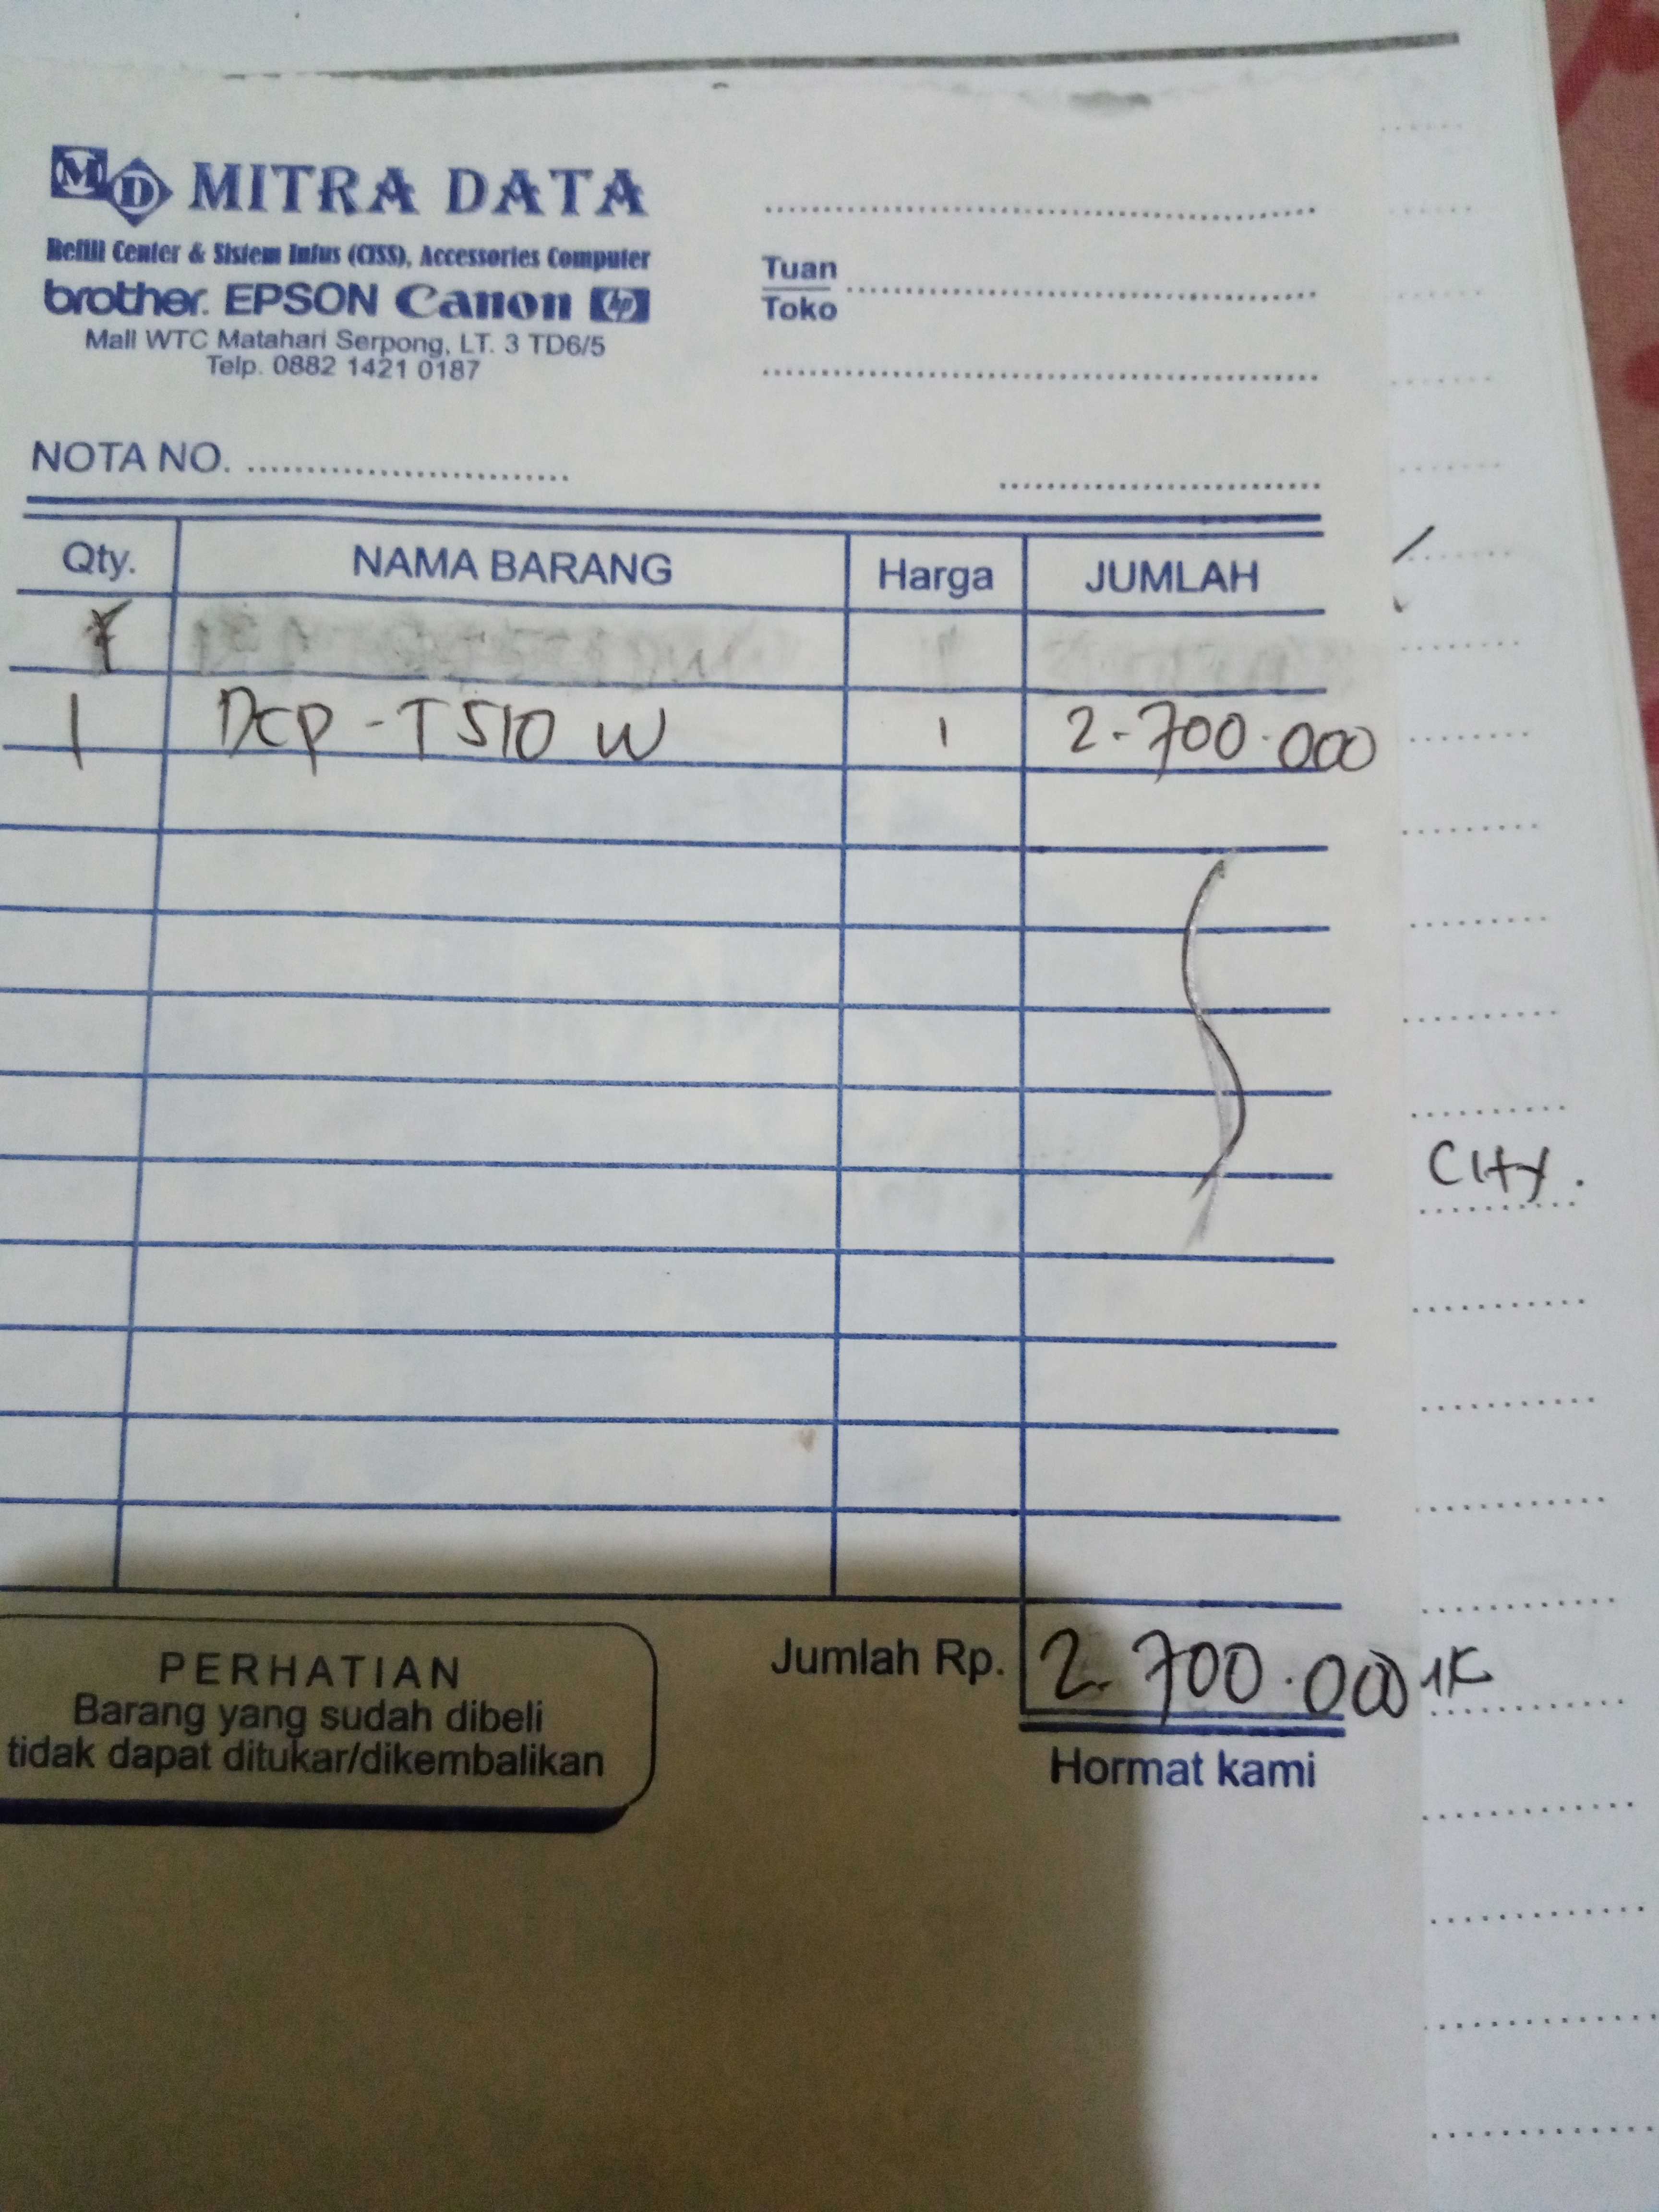 MD MITRA DATA
Refill Center & Sistem Infus (CISS), Accessories Computer
brother. EPSON Canon hp
Mall WTC Matahari Serpong, LT. 3 TD6/5
Telp. 0882 1421 0187
Tuan
Toko
NOTA NO.
Qty. NAMA BARANG Harga JUMLAH
1 DCP-T510 W 1 2.700.000
City.
PERHATIAN
Barang yang sudah dibeli
tidak dapat ditukar/dikembalikan
Jumlah Rp. 2.700.000
Hormat kami